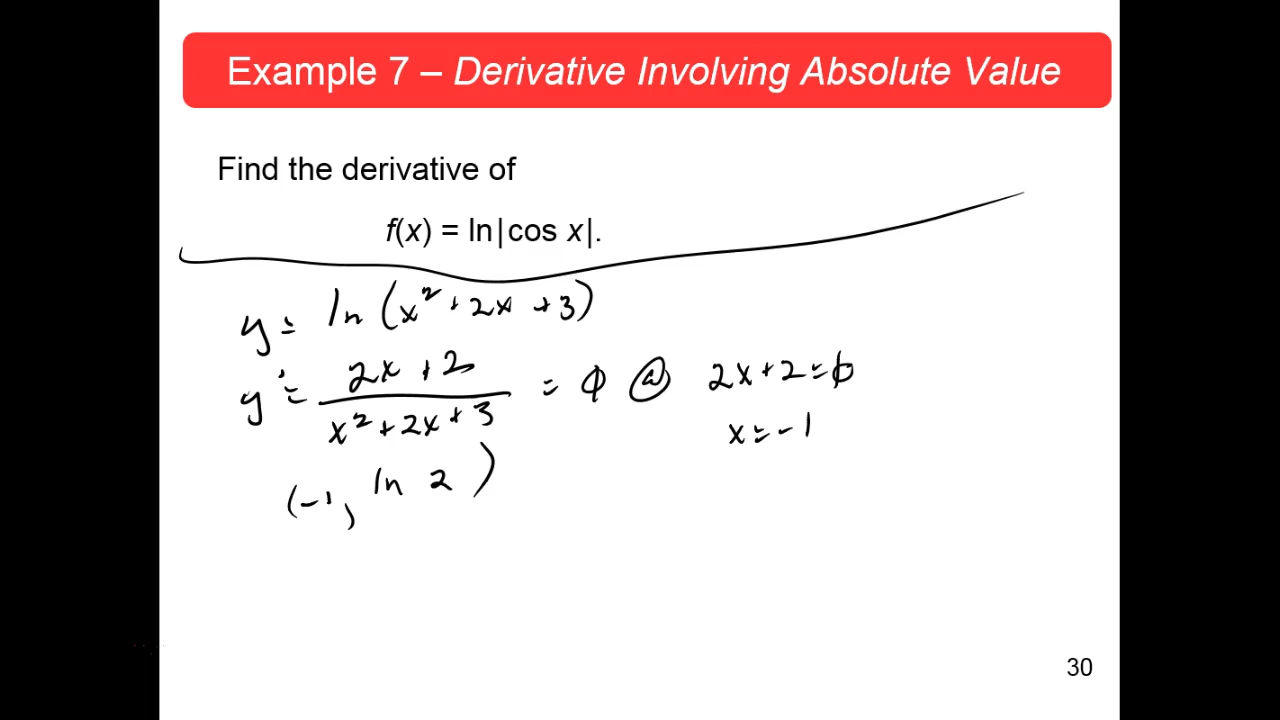 Example 7 – Derivative Involving Absolute Value
Find the derivative of
f(x) = ln|cos x|.
y = ln (x² + 2x + 3)
y' = 2x + 2 / x² + 2x + 3 = 0 @ 2x + 2 = 0
x = -1
(-1, ln 2)
30